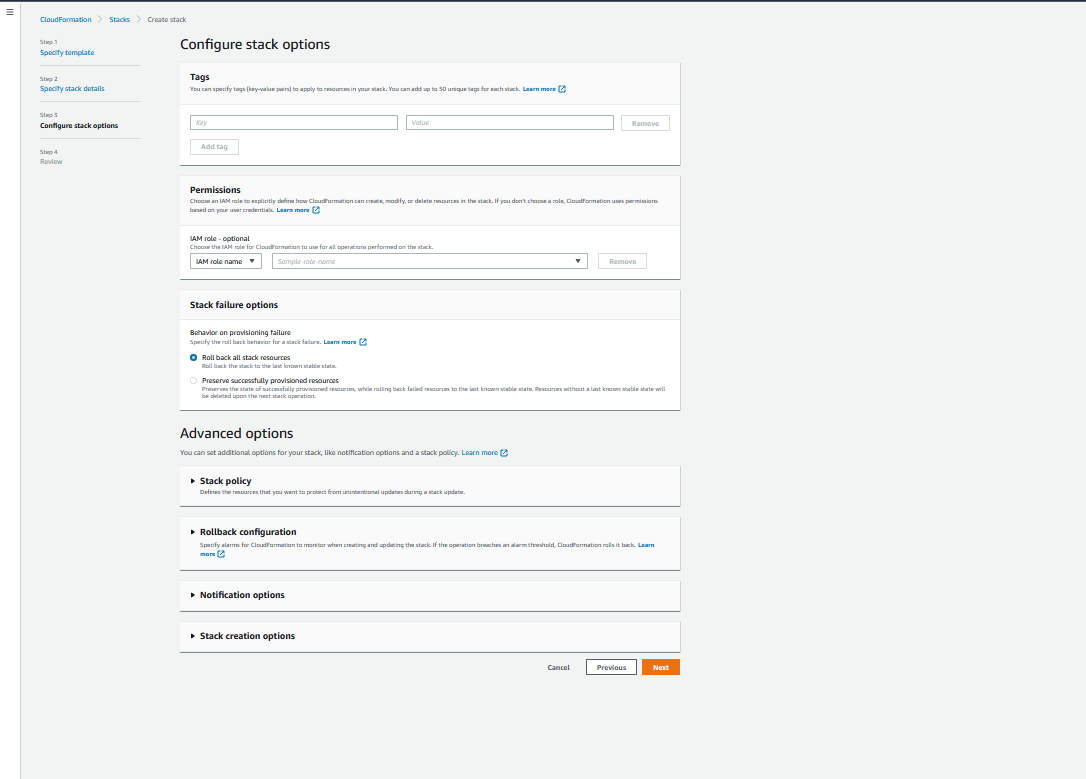 CloudFormation > Stacks > Create stack
Step 1
Specify template
Step 2
Specify stack details
Step 3
Configure stack options
Step 4
Review
Configure stack options
Tags
You can specify tags (key-value pairs) to apply to resources in your stack. You can add up to 50 unique tags for each stack. Learn more
Key Value Remove
Add tag
Permissions
Choose an IAM role to explicitly define how CloudFormation can create, modify, or delete resources in the stack. If you don't choose a role, CloudFormation uses permissions
based on your user credentials. Learn more
IAM role - optional
Choose the IAM role for CloudFormation to use for all operations performed on the stack.
IAM role name Sample-role-name Remove
Stack failure options
Behavior on provisioning failure
Specify the roll back behavior for a stack failure. Learn more
Roll back all stack resources
Roll back the stack to the last known stable state.
Preserve successfully provisioned resources
Preserves the state of successfully provisioned resources, while rolling back failed resources to the last known stable state. Resources without a last known stable state will
be deleted upon the next stack operation.
Advanced options
You can set additional options for your stack, like notification options and a stack policy. Learn more
Stack policy
Defines the resources that you want to protect from unintentional updates during a stack update.
Rollback configuration
Specify alarms for CloudFormation to monitor when creating and updating the stack. If the operation breaches an alarm threshold, CloudFormation rolls it back. Learn
more
Notification options
Stack creation options
Cancel Previous Next